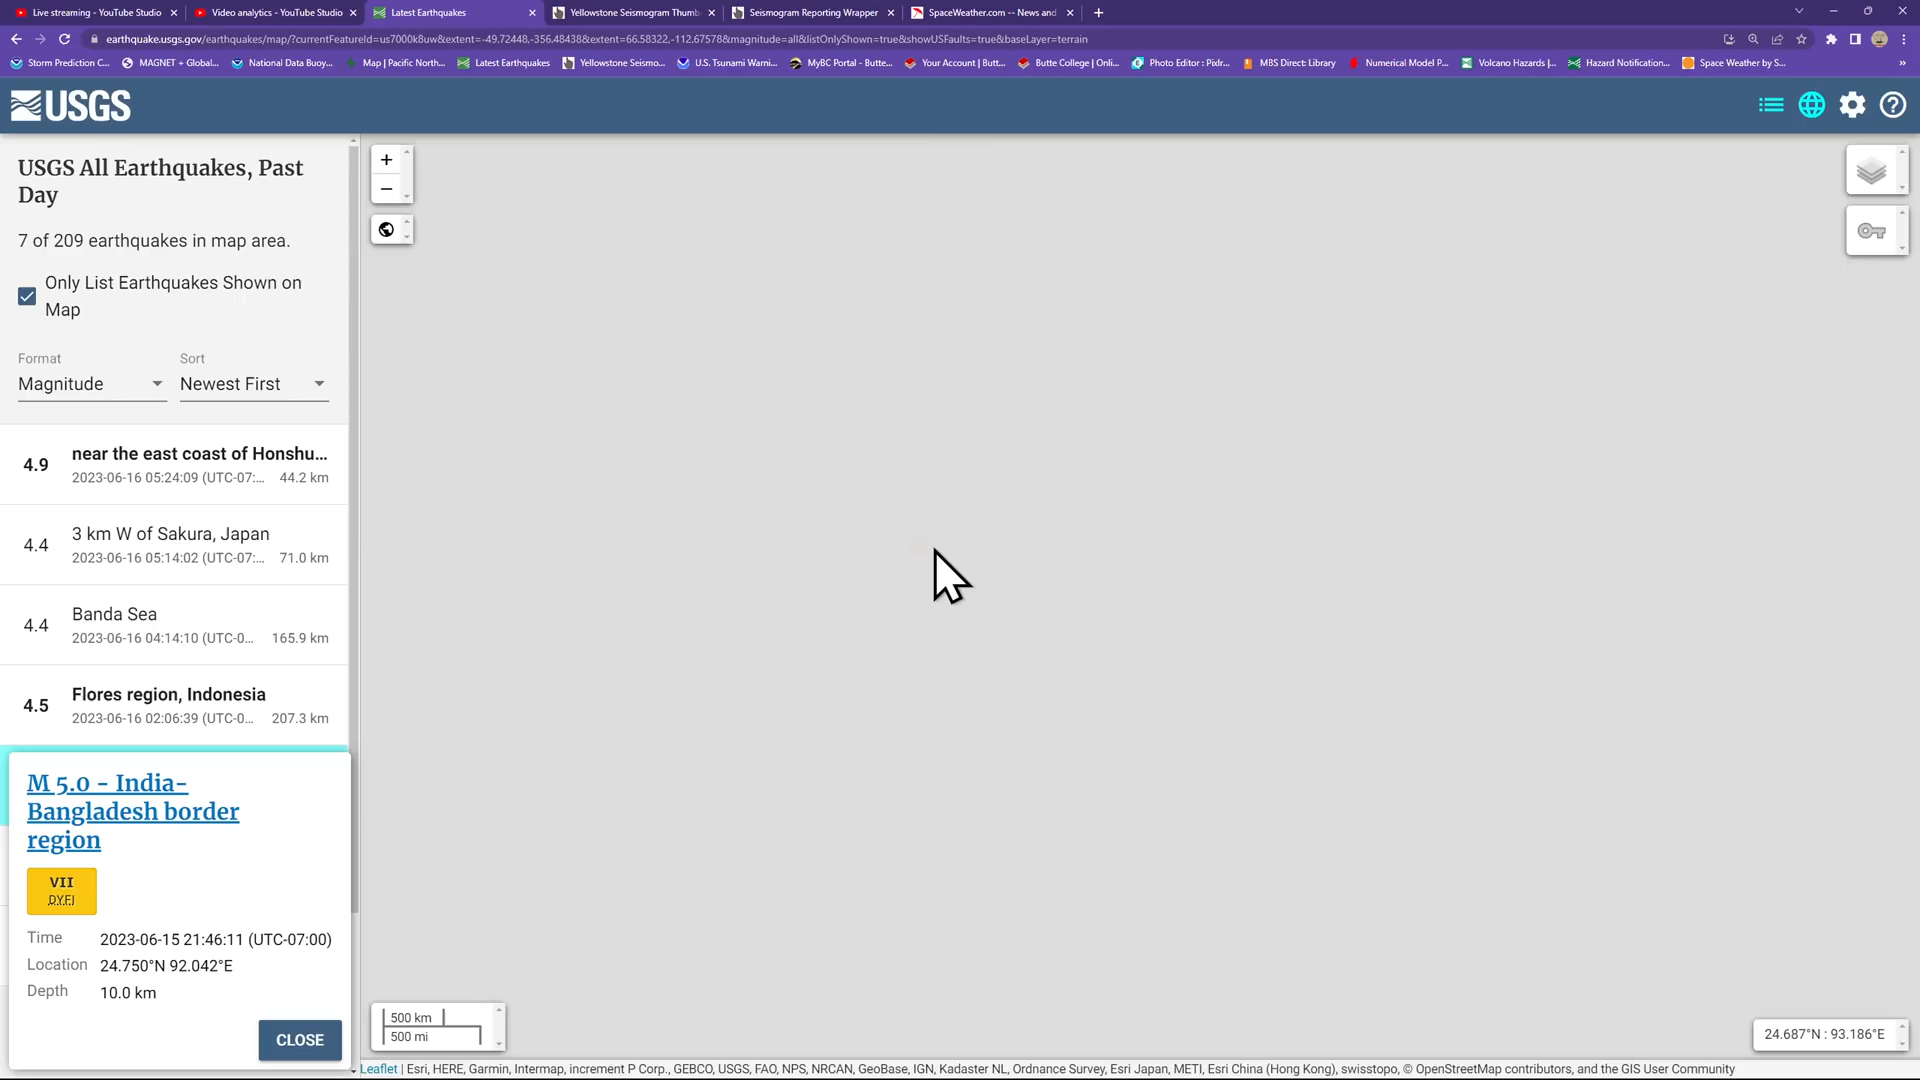 Live streaming - YouTube Studio
Video analytics - YouTube Studio
Latest Earthquakes
Yellowstone Seismogram Thumb
Seismogram Reporting Wrapper
SpaceWeather.com -- News and
earthquake.usgs.gov/earthquakes/map/?currentFeatureId=us7000k8uw&extent=-49.72448,-356.48438&extent=66.58322,-112.675788&magnitude=all&listOnlyShown=true&showUSFaults=true&baseLayer=terrain
Storm Prediction C...
MAGNET + Global...
National Data Buoy...
Map | Pacific North...
Latest Earthquakes
Yellowstone Seismo...
U.S. Tsunami Warni...
MyBC Portal - Butte...
Your Account | Butt...
Butte College | Onli...
Photo Editor : Pixlr...
MBS Direct: Library
Numerical Model P...
Volcano Hazards |...
Hazard Notification...
Space Weather by S...
USGS
USGS All Earthquakes, Past
Day
7 of 209 earthquakes in map area.
Only List Earthquakes Shown on
Map
Format
Sort
Magnitude
Newest First
4.9
near the east coast of Honshu...
2023-06-16 05:24:09 (UTC-07:...
44.2 km
4.4
3 km W of Sakura, Japan
2023-06-16 05:14:02 (UTC-07:...
71.0 km
4.4
Banda Sea
2023-06-16 04:14:10 (UTC-0...
165.9 km
4.5
Flores region, Indonesia
2023-06-16 02:06:39 (UTC-0...
207.3 km
M 5.0 - India-
Bangladesh border
region
VII
DYFI
Time 2023-06-15 21:46:11 (UTC-07:00)
Location 24.750°N 92.042°E
Depth 10.0 km
CLOSE
500 km
500 mi
24.687°N : 93.186°E
Leaflet | Esri, HERE, Garmin, Intermap, increment P Corp., GEBCO, USGS, FAO, NPS, NRCAN, GeoBase, IGN, Kadaster NL, Ordnance Survey, Esri Japan, METI, Esri China (Hong Kong), swisstopo, © OpenStreetMap contributors, and the GIS User Community